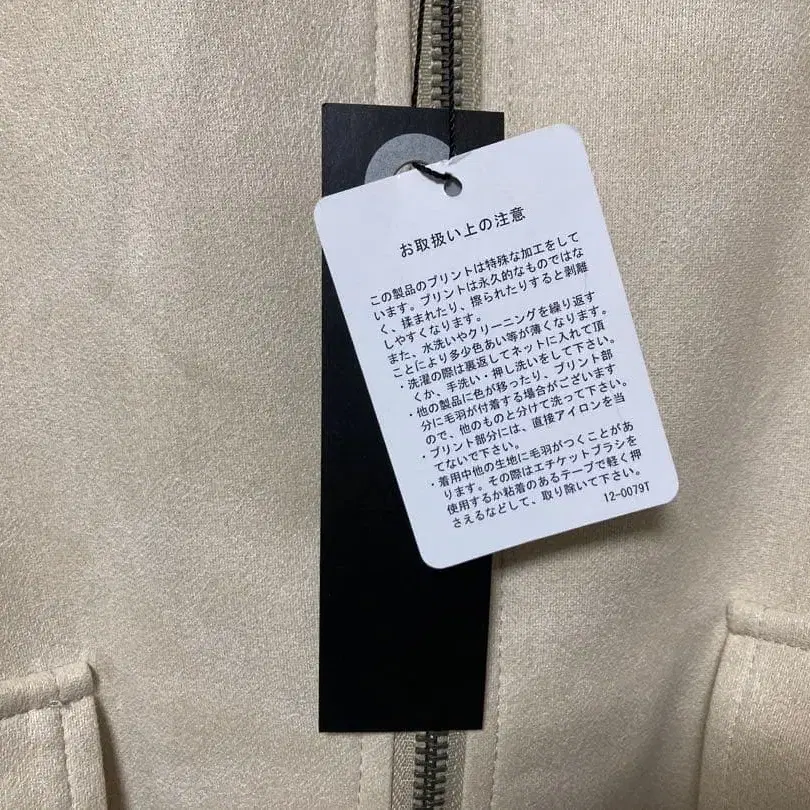 お取扱い上の注意
この製品のプリントは特殊な加工をして
います。プリントは永久的なものではな
く、揉まれたり、擦られたりすると剥離
しやすくなります。
また、水洗いやクリーニングを繰り返す
ことにより多少色あい等が薄くなります。
・洗濯の際は裏返してネットに入れて頂
くか、手洗い・押し洗いをして下さい。
・他の製品に色が移ったり、プリント部
分に毛羽が付着する場合がございます
ので、他のものと分けて洗って下さい。
・プリント部分には、直接アイロンを当
てないで下さい。
・着用中他の生地に毛羽がつくことがあ
ります。その際はエチケットブラシを
使用するか粘着のあるテープで軽く押
さえるなどして、取り除いて下さい。
12-0079T